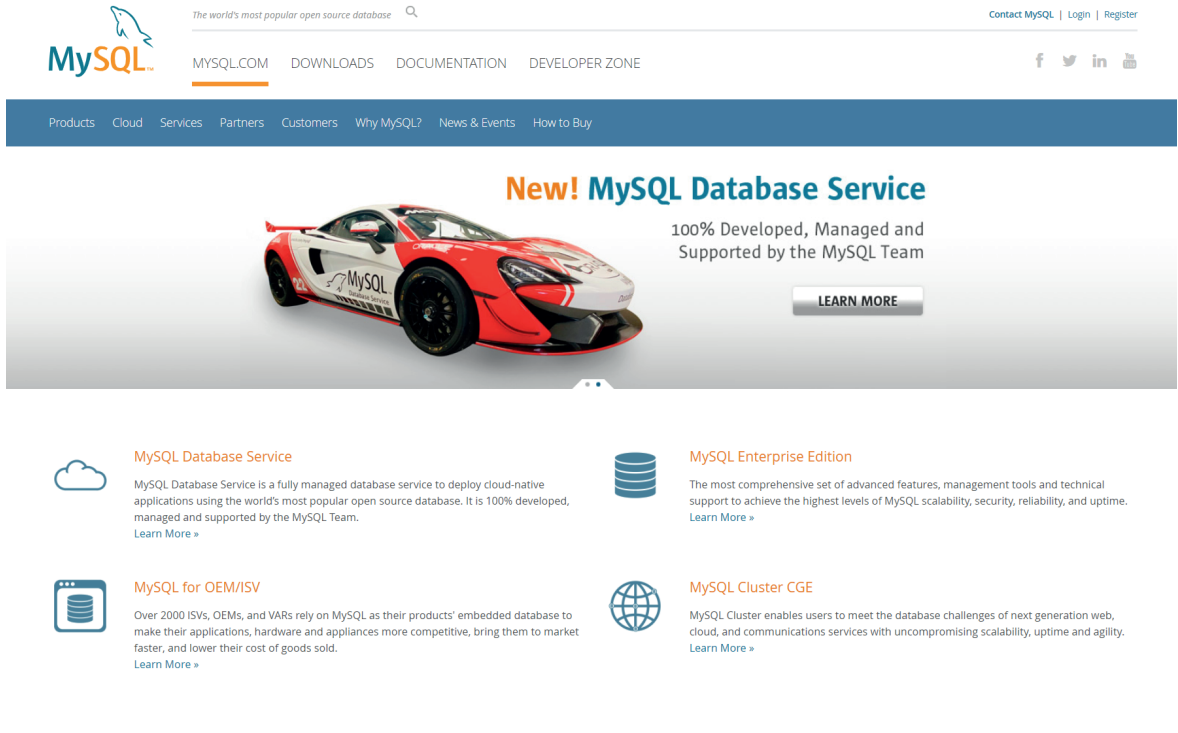 The world's most popular open source database
Contact MySQL | Login | Register
MySQL™
MYSQL.COM DOWNLOADS DOCUMENTATION DEVELOPER ZONE
Products Cloud Services Partners Customers Why MySQL? News & Events How to Buy
New! MySQL Database Service
100% Developed, Managed and
Supported by the MySQL Team
LEARN MORE
MySQL
Database Service
MySQL Database Service
MySQL Database Service is a fully managed database service to deploy cloud-native
applications using the world's most popular open source database. It is 100% developed,
managed and supported by the MySQL Team.
Learn More »
MySQL Enterprise Edition
The most comprehensive set of advanced features, management tools and technical
support to achieve the highest levels of MySQL scalability, security, reliability, and uptime.
Learn More »
MySQL for OEM/ISV
Over 2000 ISVs, OEMs, and VARs rely on MySQL as their products' embedded database to
make their applications, hardware and appliances more competitive, bring them to market
faster, and lower their cost of goods sold.
Learn More »
MySQL Cluster CGE
MySQL Cluster enables users to meet the database challenges of next generation web,
cloud, and communications services with uncompromising scalability, uptime and agility.
Learn More »